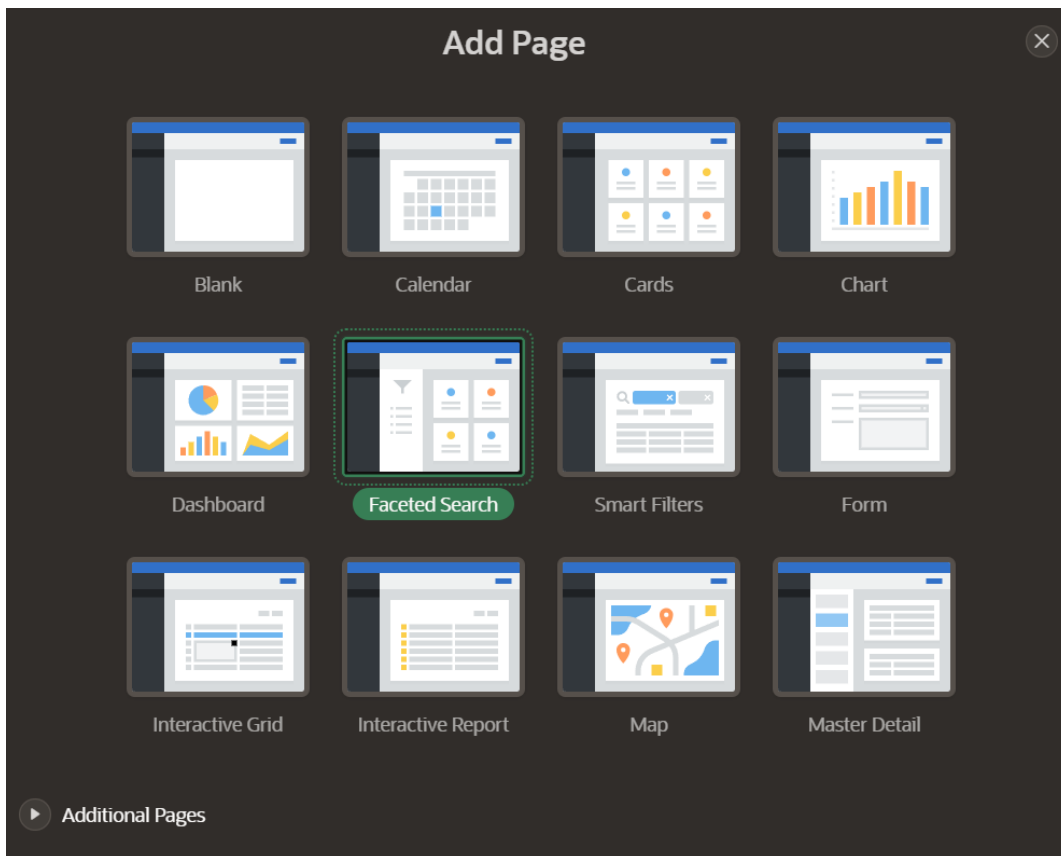 Add Page
Blank
Calendar
Cards
Chart
Dashboard
Faceted Search
Smart Filters
Form
Interactive Grid
Interactive Report
Map
Master Detail
Additional Pages